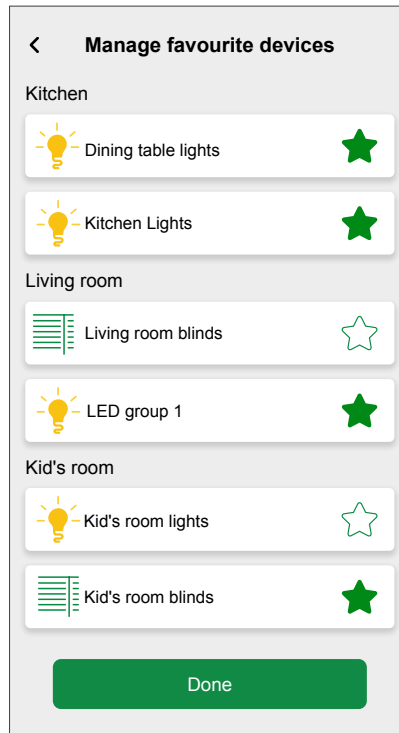 Manage favourite devices
Kitchen
Dining table lights
Kitchen Lights
Living room
Living room blinds
LED group 1
Kid's room
Kid's room lights
Kid's room blinds
Done